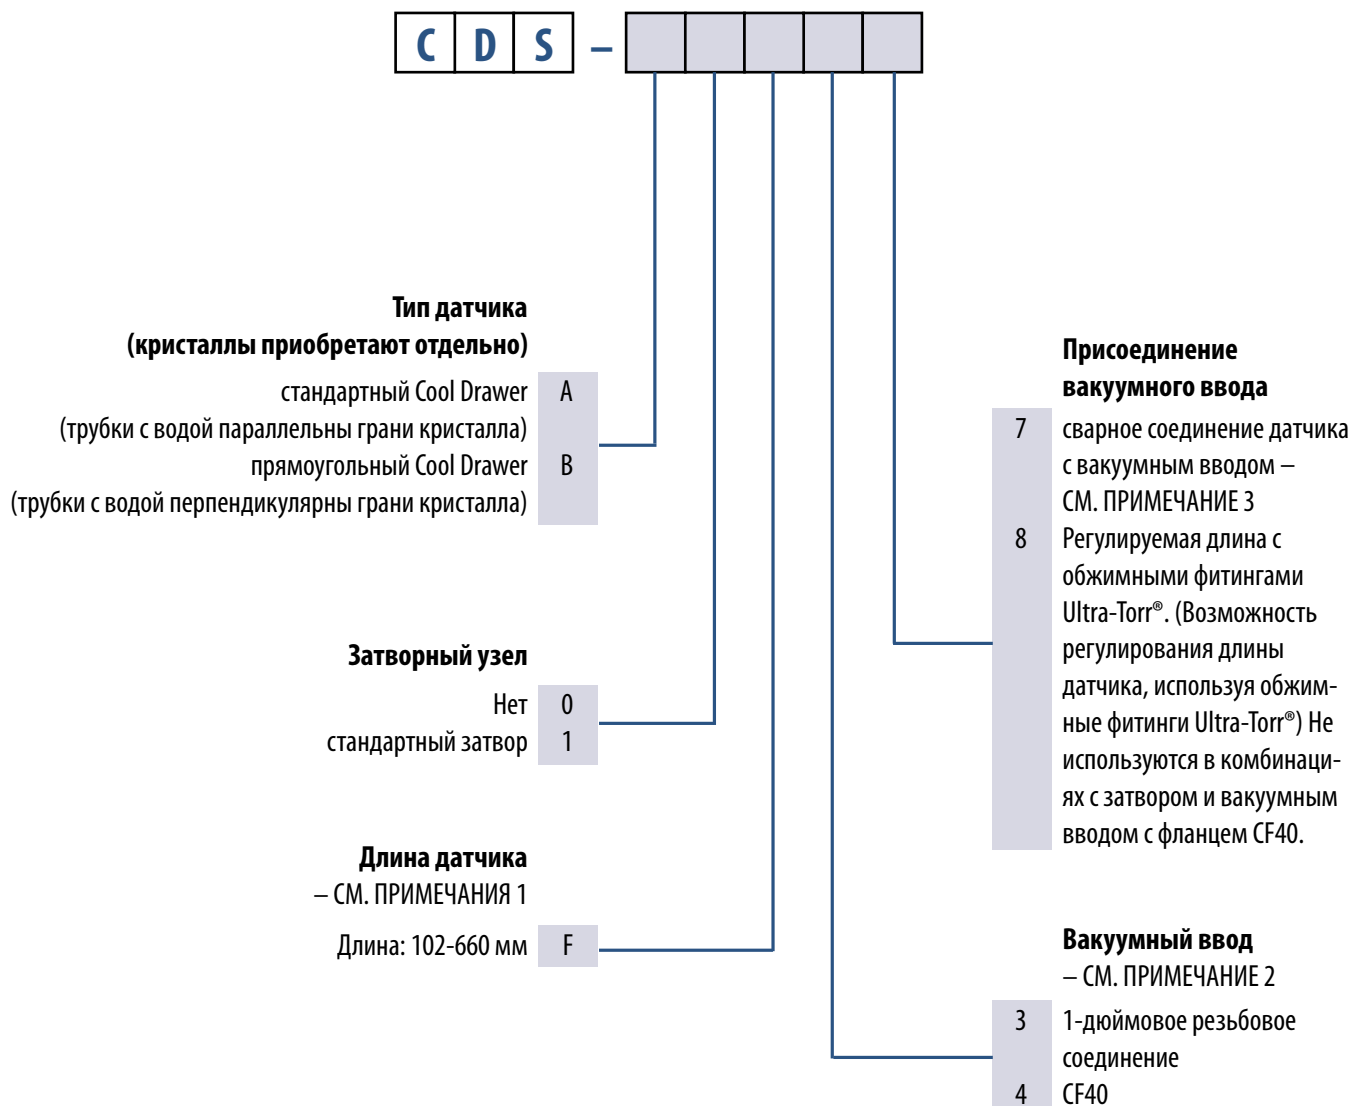 C D S –
Тип датчика
(кристаллы приобретают отдельно)
стандартный Cool Drawer A
(трубки с водой параллельны грани кристалла)
прямоугольный Cool Drawer B
(трубки с водой перпендикулярны грани кристалла)
Затворный узел
Нет 0
стандартный затвор 1
Длина датчика
– СМ. ПРИМЕЧАНИЯ 1
Длина: 102-660 мм F
Присоединение
вакуумного ввода
7 сварное соединение датчика
с вакуумным вводом –
СМ. ПРИМЕЧАНИЕ 3
8 Регулируемая длина с
обжимными фитингами
Ultra-Torr®. (Возможность
регулирования длины
датчика, используя обжим-
ные фитинги Ultra-Torr®) Не
используются в комбинаци-
ях с затвором и вакуумным
вводом с фланцем CF40.
Вакуумный ввод
– СМ. ПРИМЕЧАНИЕ 2
3 1-дюймовое резьбовое
соединение
4 CF40